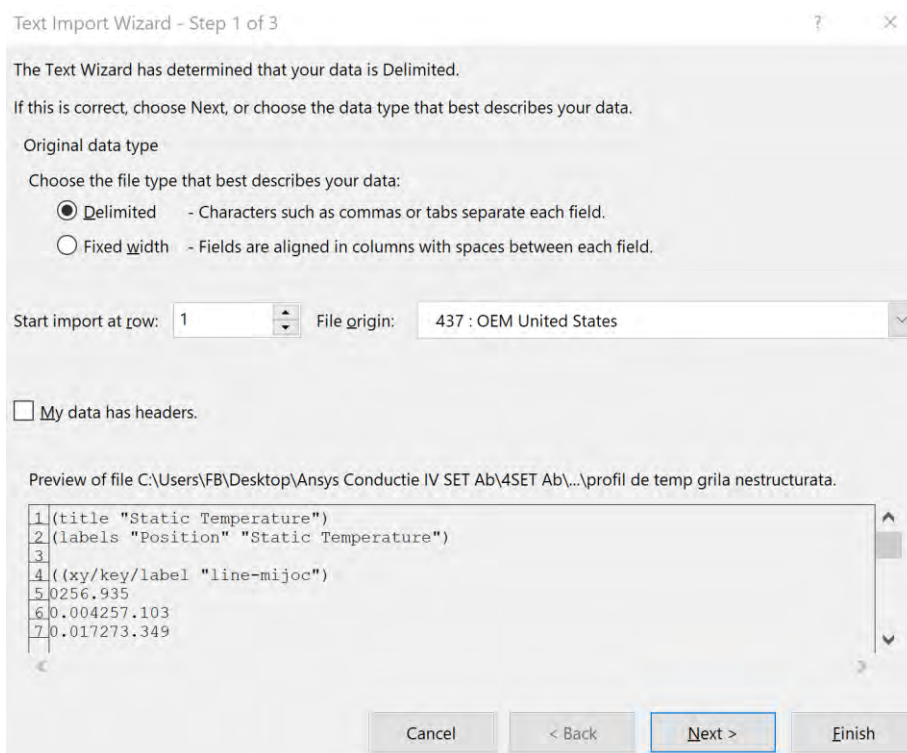 Text Import Wizard - Step 1 of 3 ? ×
The Text Wizard has determined that your data is Delimited.
If this is correct, choose Next, or choose the data type that best describes your data.
Original data type
Choose the file type that best describes your data:
Delimited - Characters such as commas or tabs separate each field.
Fixed width - Fields are aligned in columns with spaces between each field.
Start import at row: 1 File origin: 437 : OEM United States
My data has headers.
Preview of file C:\Users\FB\Desktop\Ansys Conductie IV SET Ab\4SET Ab\...\profil de temp grila nestructurata.
1 (title "Static Temperature")
2 (labels "Position" "Static Temperature")
3
4 ((xy/key/label "line-mijoc")
5 0256.935
6 0.004257.103
7 0.017273.349
Cancel < Back Next > Finish